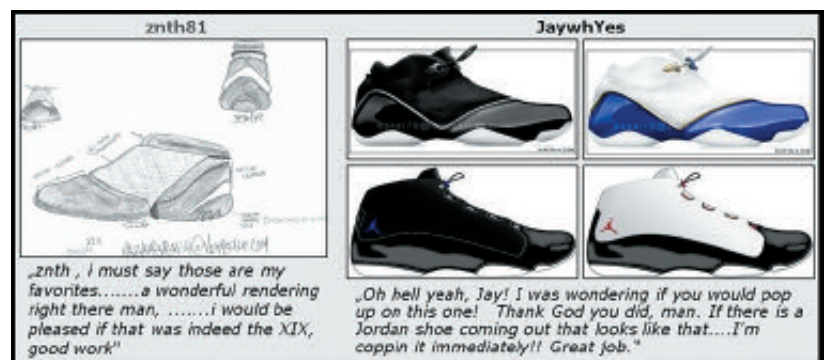 znth81
JaywhYes
XIX
„znth , i must say those are my
favorites.......a wonderful rendering
right there man, .......i would be
pleased if that was indeed the XIX,
good work"
„Oh hell yeah, Jay! I was wondering if you would pop
up on this one! Thank God you did, man. If there is a
Jordan shoe coming out that looks like that....I'm
coppin it immediately!! Great job."